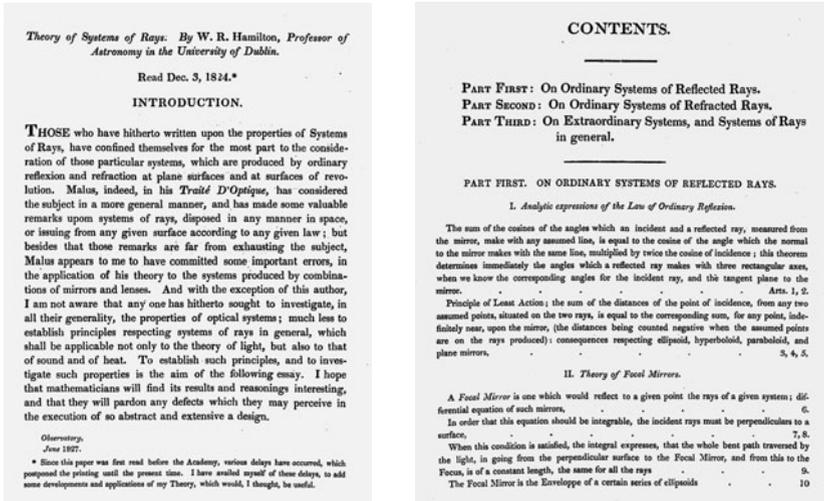 Theory of Systems of Rays. By W. R. Hamilton, Professor of
Astronomy in the University of Dublin.
Read Dec. 3, 1824.*
INTRODUCTION.
THOSE who have hitherto written upon the properties of Systems
of Rays, have confined themselves for the most part to the conside-
ration of those particular systems, which are produced by ordinary
reflexion and refraction at plane surfaces and at surfaces of revo-
lution. Malus, indeed, in his Traité D'Optique, has considered
the subject in a more general manner, and has made some valuable
remarks upon systems of rays, disposed in any manner in space,
or issuing from any given surface according to any given law; but
besides that those remarks are far from exhausting the subject,
Malus appears to me to have committed some important errors, in
the application of his theory to the systems produced by combina-
tions of mirrors and lenses. And with the exception of this author,
I am not aware that any one has hitherto sought to investigate, in
all their generality, the properties of optical systems; much less to
establish principles respecting systems of rays in general, which
shall be applicable not only to the theory of light, but also to that
of sound and of heat. To establish such principles, and to inves-
tigate such properties is the aim of the following essay. I hope
that mathematicians will find its results and reasonings interesting,
and that they will pardon any defects which they may perceive in
the execution of so abstract and extensive a design.
Observatory,
June 1827.
* Since this paper was first read before the Academy, various delays have occurred, which
postponed the printing until the present time. I have availed myself of these delays, to add
some developments and applications of my Theory, which would, I thought, be useful.
CONTENTS.
PART FIRST: On Ordinary Systems of Reflected Rays.
PART SECOND: On Ordinary Systems of Refracted Rays.
PART THIRD: On Extraordinary Systems, and Systems of Rays
in general.
PART FIRST. ON ORDINARY SYSTEMS OF REFLECTED RAYS.
I. Analytic expressions of the Law of Ordinary Reflexion.
The sum of the cosines of the angles which an incident and a reflected ray, measured from
the mirror, make with any assumed line, is equal to the cosine of the angle which the normal
to the mirror makes with the same line, multiplied by twice the cosine of incidence; this theorem
determines immediately the angles which a reflected ray makes with three rectangular axes,
when we know the corresponding angles for the incident ray, and the tangent plane to the
mirror. . . . . . . Arts. 1, 2.
Principle of Least Action; the sum of the distances of the point of incidence, from any two
assumed points, situated on the two rays, is equal to the corresponding sum, for any point, inde-
finitely near, upon the mirror, (the distances being counted negative when the assumed points
are on the rays produced): consequences respecting ellipsoid, hyperboloid, paraboloid, and
plane mirrors, . . . . . 3, 4, 5.
II. Theory of Focal Mirrors.
A Focal Mirror is one which would reflect to a given point the rays of a given system; dif-
ferential equation of such mirrors, . . . . 6.
In order that this equation should be integrable, the incident rays must be perpendiculars to a
surface, . . . . . . . 7, 8.
When this condition is satisfied, the integral expresses, that the whole bent path traversed by
the light, in going from the perpendicular surface to the Focal Mirror, and from this to the
Focus, is of a constant length, the same for all the rays . . . 9.
The Focal Mirror is the Enveloppe of a certain series of ellipsoids . . 10